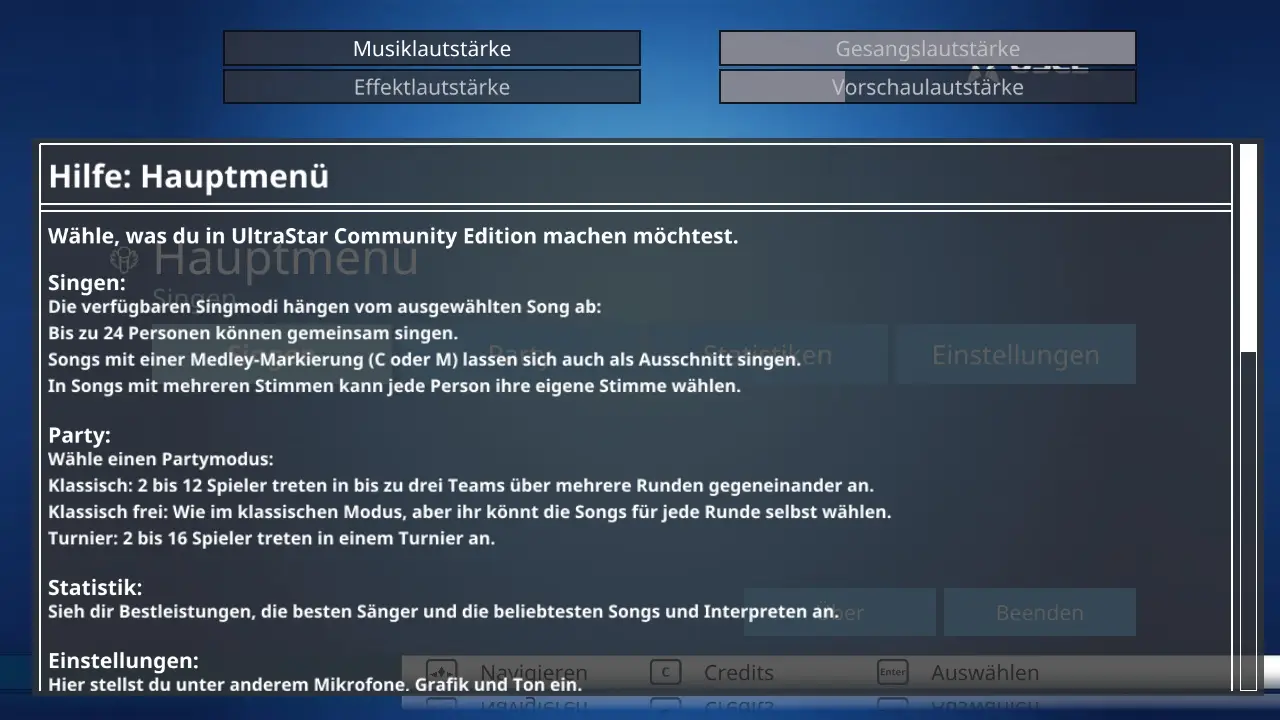 Musiklautstärke
Gesangslautstärke
Effektlautstärke
Vorschaulautstärke
Hilfe: Hauptmenü
Wähle, was du in UltraStar Community Edition machen möchtest.
Hauptmenü
Singen:
Singen
Die verfügbaren Singmodi hängen vom ausgewählten Song ab:
Bis zu 24 Personen können gemeinsam singen.
Singen
Party
Statistiken
Einstellungen
Songs mit einer Medley-Markierung (C oder M) lassen sich auch als Ausschnitt singen.
In Songs mit mehreren Stimmen kann jede Person ihre eigene Stimme wählen.
Party:
Wähle einen Partymodus:
Klassisch: 2 bis 12 Spieler treten in bis zu drei Teams über mehrere Runden gegeneinander an.
Klassisch frei: Wie im klassischen Modus, aber ihr könnt die Songs für jede Runde selbst wählen.
Turnier: 2 bis 16 Spieler treten in einem Turnier an.
Statistik:
Sieh dir Bestleistungen, die besten Sänger und die beliebtesten Songs und Interpreten an.
Über
Beenden
Einstellungen:
Navigieren
C Credits
Enter Auswählen
Hier stellst du unter anderem Mikrofone, Grafik und Ton ein.